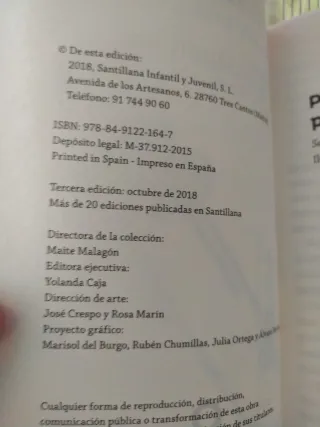 © De esta edición:
2018, Santillana Infantil y Juvenil, S. L.
Avenida de los Artesanos, 6. 28760 Tres Cantos
Teléfono: 91 744 90 60
ISBN: 978-84-9122-164-7
Depósito legal: M-37.912-2015
Printed in Spain - Impreso en España
Tercera edición: octubre de 2018
Más de 20 ediciones publicadas en Santillana
Directora de la colección:
Maite Malagón
Editora ejecutiva:
Yolanda Caja
Dirección de arte:
José Crespo y Rosa Marín
Proyecto gráfico:
Marisol del Burgo, Rubén Chumillas, Julia Ortega y
Cualquier forma de reproducción, distribución,
comunicación pública o transformación de esta obra
de sus titulares,